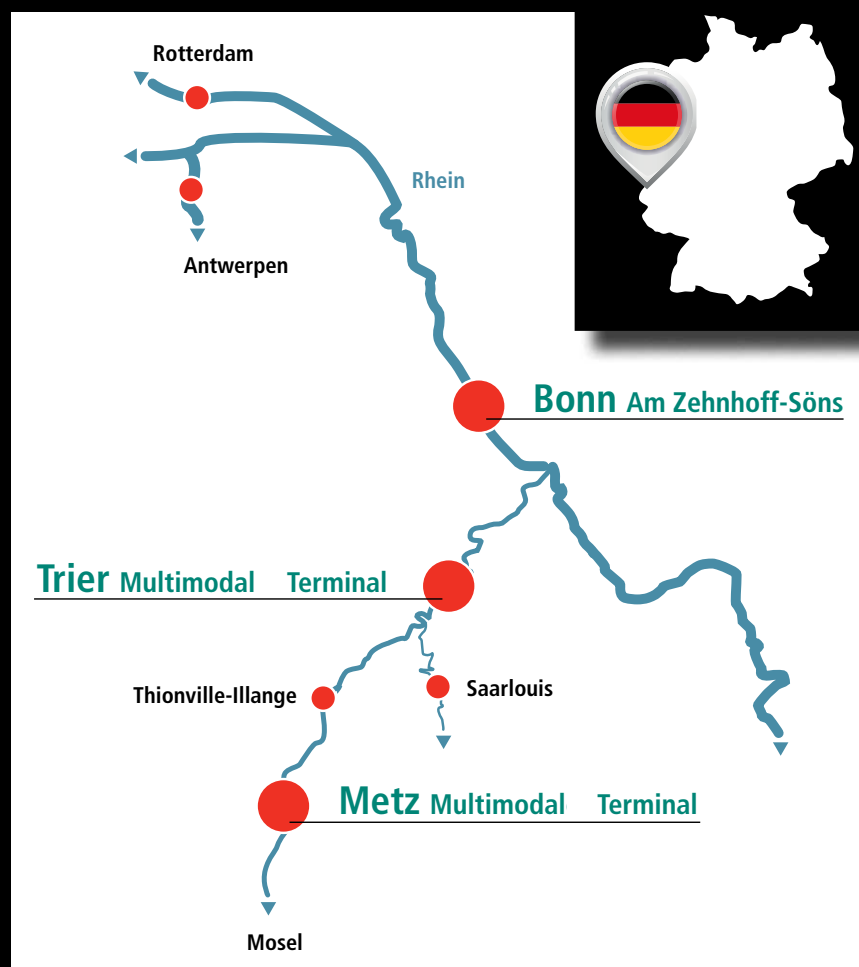 Rotterdam
Rhein
Antwerpen
Bonn Am Zehnhoff-Söns
Trier Multimodal Terminal
Thionville-Illange
Saarlouis
Metz Multimodal Terminal
Mosel